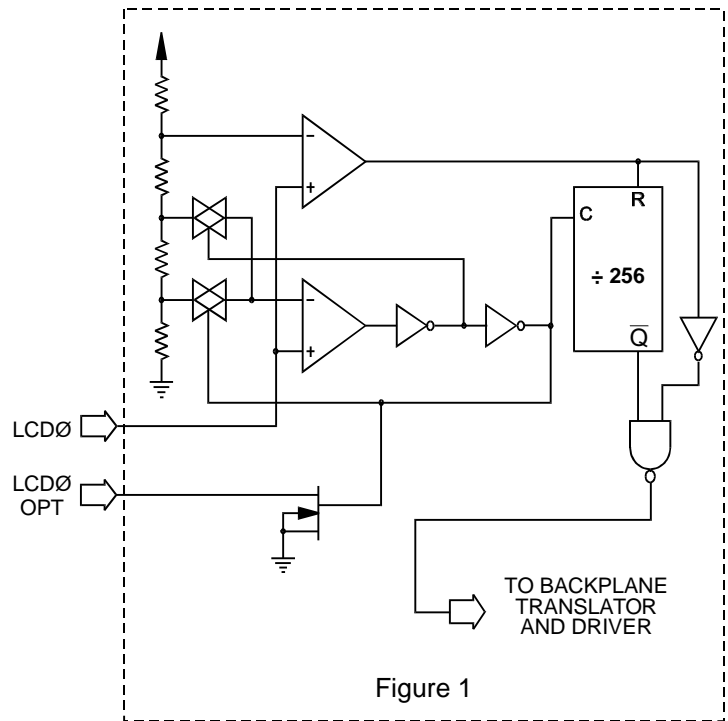 −
+
R
C
÷ 256
−
+
Q̅
LCDØ
LCDØ
OPT
TO BACKPLANE
TRANSLATOR
AND DRIVER
Figure 1